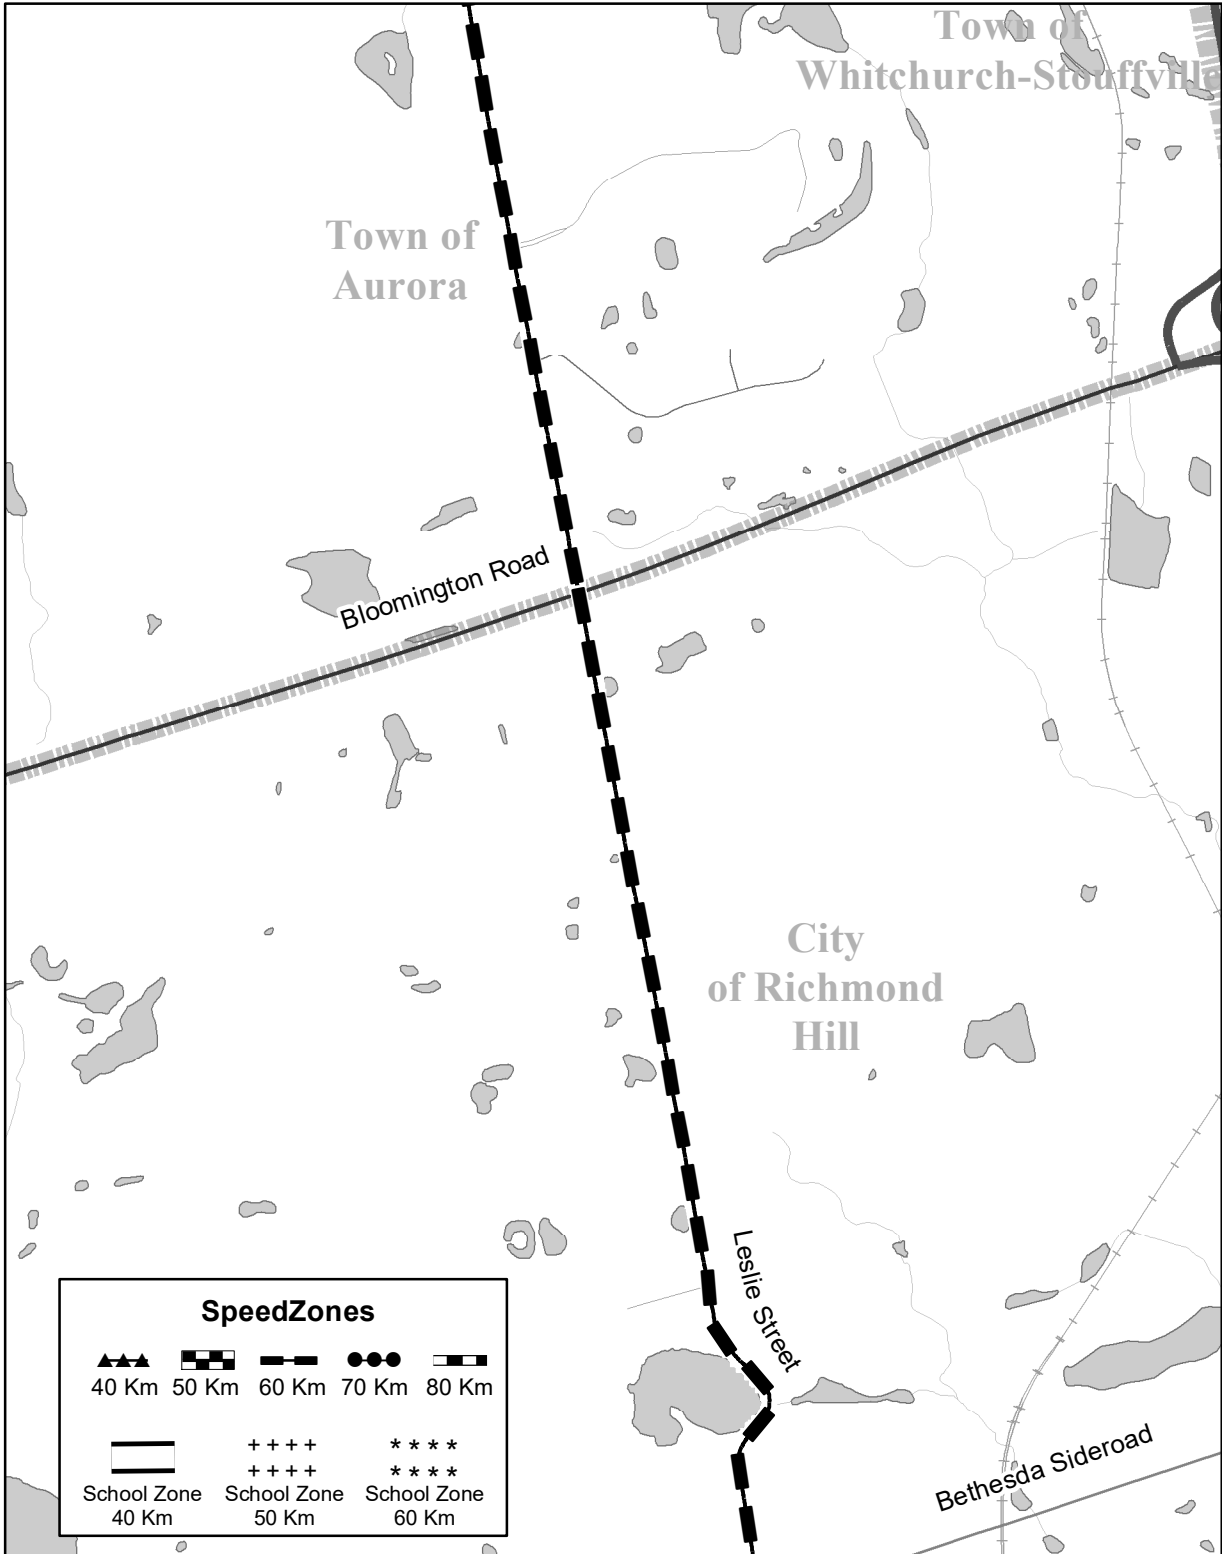 Town of
Whitchurch-Stouffville
Town of
Aurora
Bloomington Road
City
of Richmond
Hill
Leslie Street
Bethesda Sideroad
SpeedZones
40 Km 50 Km 60 Km 70 Km 80 Km
School Zone School Zone School Zone
40 Km 50 Km 60 Km